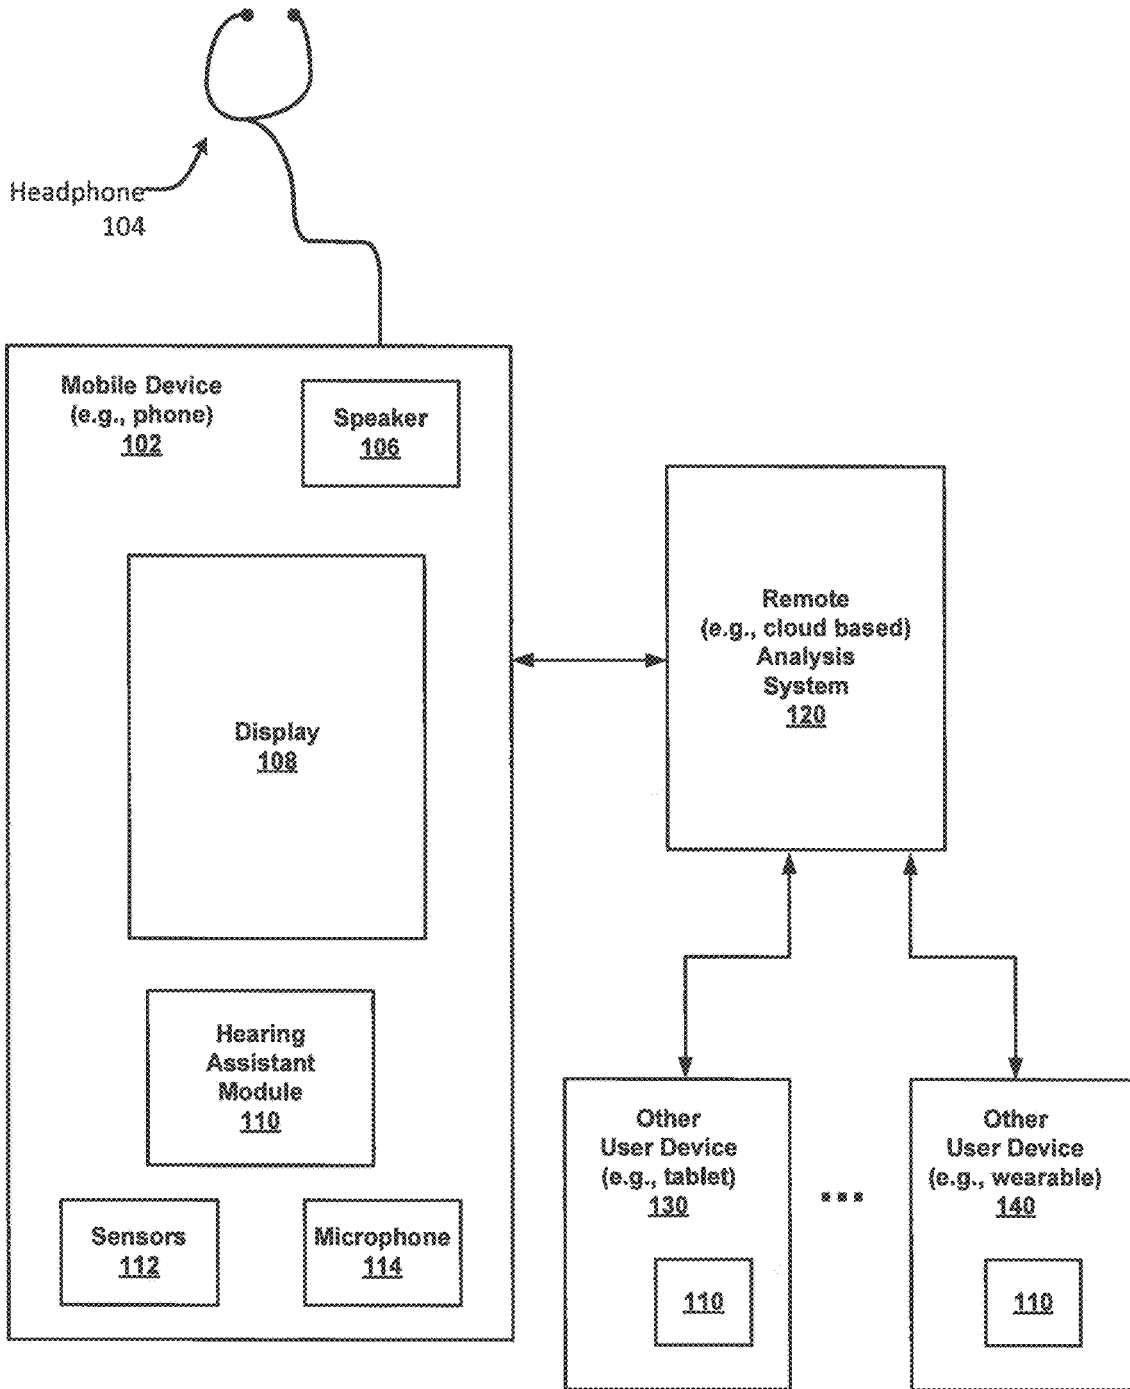 Headphone
104
Mobile Device
(e.g., phone)
102
Speaker
106
Display
108
Hearing
Assistant
Module
110
Sensors
112
Microphone
114
Remote
(e.g., cloud based)
Analysis
System
120
Other
User Device
(e.g., tablet)
130
110
...
Other
User Device
(e.g., wearable)
140
110